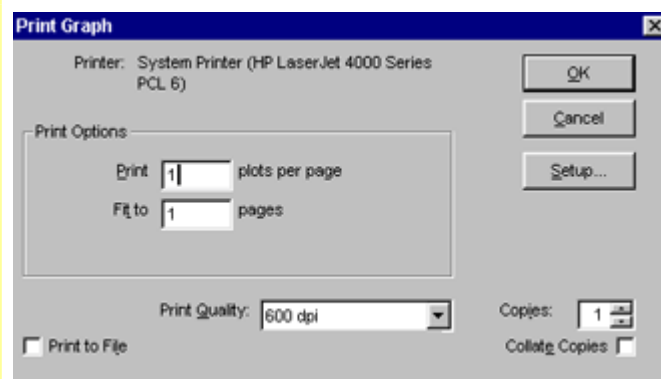 Print Graph
Printer: System Printer (HP LaserJet 4000 Series
PCL 6)
OK
Cancel
Setup...
Print Options
Print 1 plots per page
Fit to 1 pages
Print Quality: 600 dpi
Copies: 1
Print to File
Collate Copies